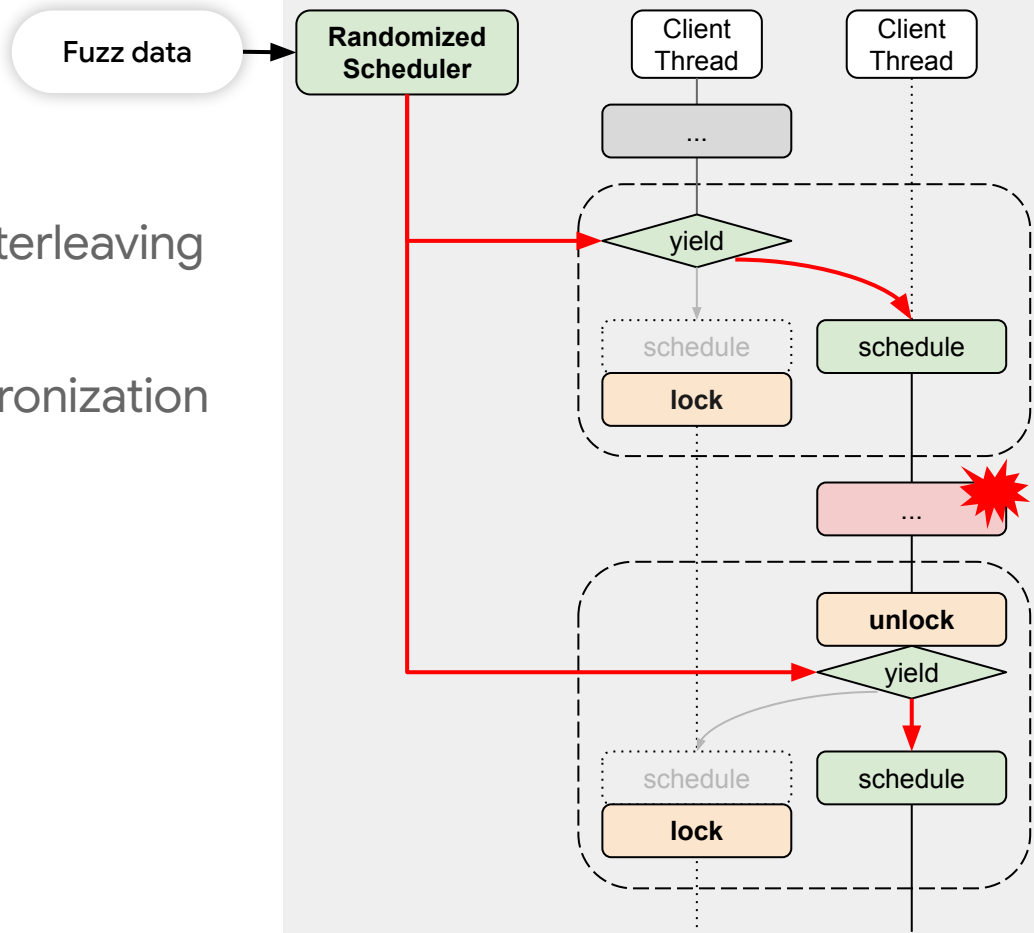 Fuzz data
Randomized
Scheduler
Client
Thread
Client
Thread
...
terleaving
yield
schedule
schedule
lock
ronization
...
unlock
yield
schedule
schedule
lock